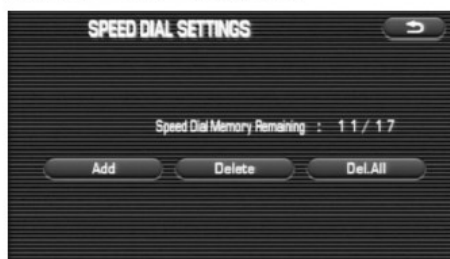 SPEED DIAL SETTINGS
Speed Dial Memory Remaining : 11/17
Add Delete Del.All